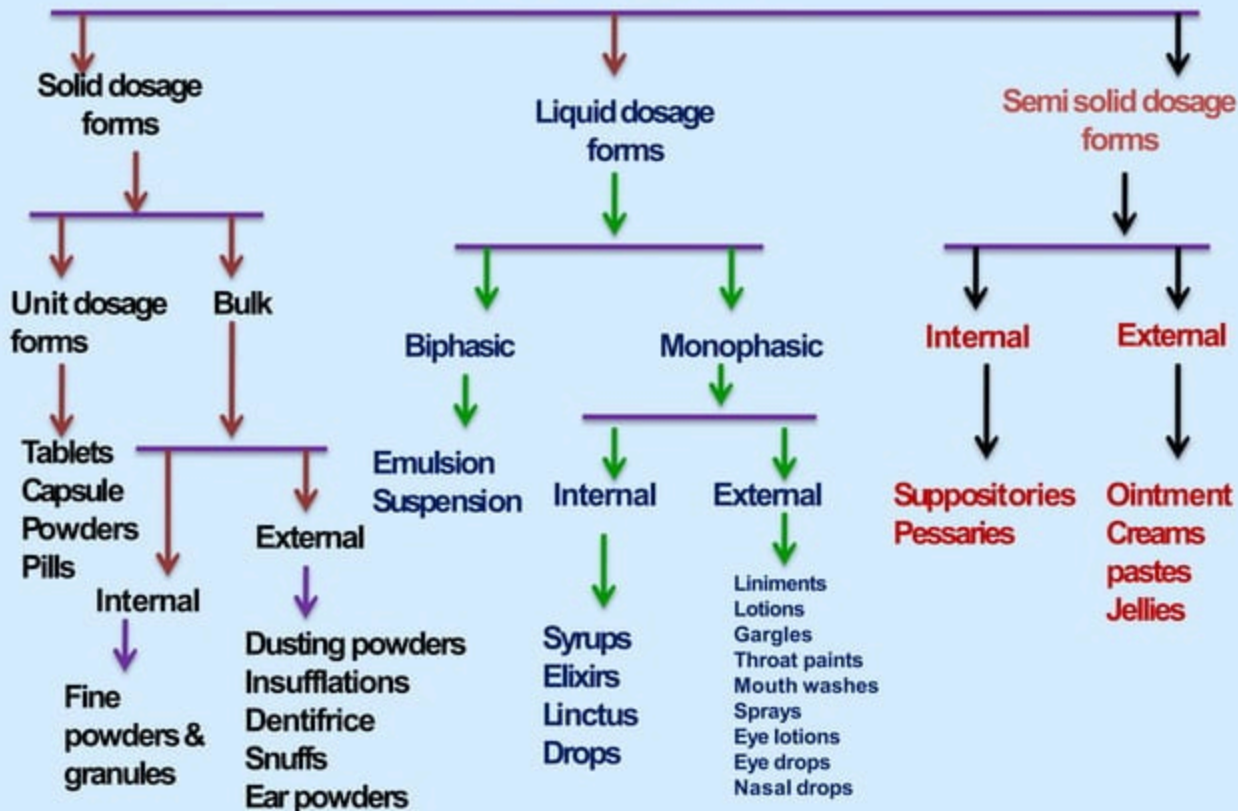 Solid dosage
forms
Liquid dosage
forms
Semi solid dosage
forms
Unit dosage
forms
Bulk
Biphasic
Monophasic
Internal
External
Tablets
Capsule
Powders
Pills
Internal
Fine
powders &
granules
External
Dusting powders
Insufflations
Dentifrice
Snuffs
Ear powders
Emulsion
Suspension
Internal
Syrups
Elixirs
Linctus
Drops
External
Liniments
Lotions
Gargles
Throat paints
Mouth washes
Sprays
Eye lotions
Eye drops
Nasal drops
Suppositories
Pessaries
Ointment
Creams
pastes
Jellies